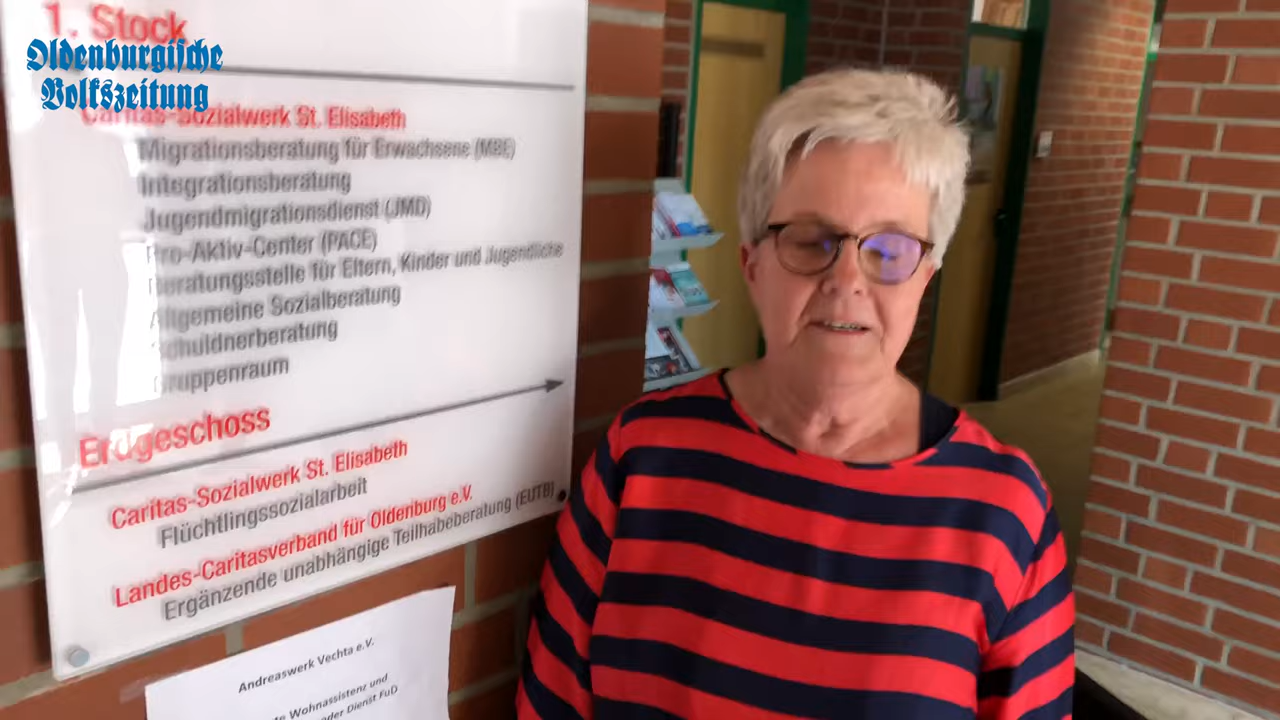 1. Stock
Oldenburgische
Volkszeitung
Caritas-Sozialwerk St. Elisabeth
Migrationsberatung für Erwachsene (MBE)
Integrationsberatung
Jugendmigrationsdienst (JMD)
Pro-Aktiv-Center (PACE)
Beratungsstelle für Eltern, Kinder und Jugendliche
Allgemeine Sozialberatung
Schuldnerberatung
Gruppenraum
Erdgeschoss
Caritas-Sozialwerk St. Elisabeth
Flüchtlingssozialarbeit
Landes-Caritasverband für Oldenburg e.V.
Ergänzende unabhängige Teilhabeberatung (EUTB)
Andreaswerk Vechta e.V.
Wohnassistenz und
Dienst FuD